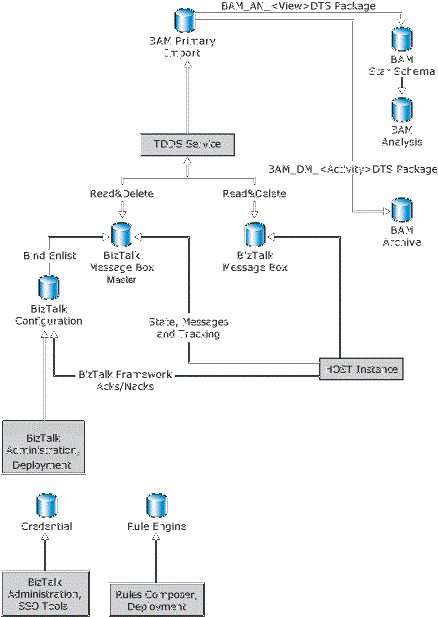 BAM_AN_<View>DTS Package
BAM Primary
Import
BAM
Star Schema
TDDS Service
BAM
Analysis
BAM_DM_<Activity>DTS Package
Read&Delete
Read&Delete
BAM
Archive
Bind Enlist
BizTalk
Message Box
Master
BizTalk
Message Box
BizTalk
Configuration
State, Messages
and Tracking
HOST Instance
BizTalk Framework
Acks/Nacks
BizTalk
Administration,
Deployment
Credential
Rule Engine
BizTalk
Administration,
SSO Tools
Rules Composer,
Deployment